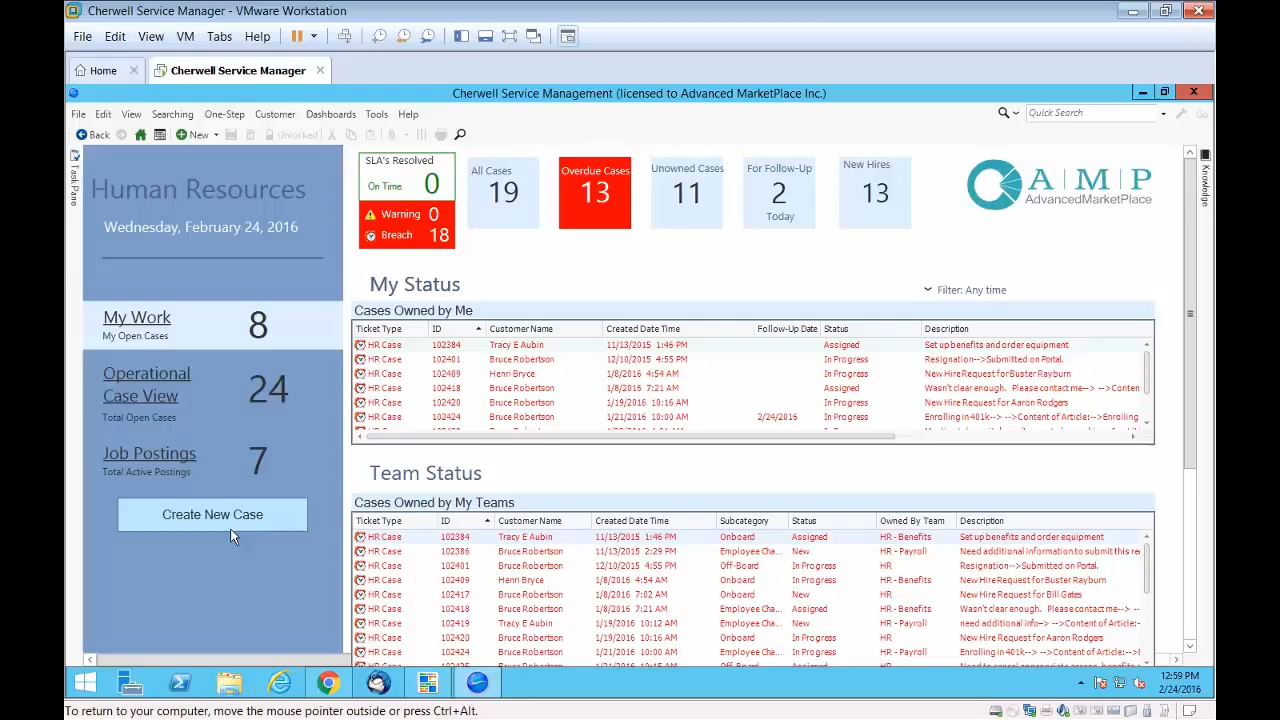 Cherwell Service Manager - VMware Workstation
File Edit View VM Tabs Help
Home Cherwell Service Manager
Cherwell Service Management (licensed to Advanced MarketPlace Inc.)
File Edit View Searching One-Step Customer Dashboards Tools Help Quick Search
Back New Unlocked
Task Pane
Human Resources
Wednesday, February 24, 2016
My Work 8
My Open Cases
Operational
Case View 24
Total Open Cases
Job Postings 7
Total Active Postings
Create New Case
SLA's Resolved
On Time 0
Warning 0
Breach 18
All Cases
19
Overdue Cases
13
Unowned Cases
11
For Follow-Up
2
Today
New Hires
13
A|M|P
AdvancedMarketPlace
Knowledge
My Status
Filter: Any time
Cases Owned by Me
Ticket Type ID Customer Name Created Date Time Follow-Up Date Status Description
HR Case 102384 Tracy E Aubin 11/13/2015 1:46 PM Assigned Set up benefits and order equipment
HR Case 102401 Bruce Robertson 12/10/2015 4:55 PM In Progress Resignation-->Submitted on Portal.
HR Case 102409 Henri Bryce 1/8/2016 4:54 AM In Progress New Hire Request for Buster Rayburn
HR Case 102418 Bruce Robertson 1/8/2016 7:21 AM Assigned Wasn't clear enough. Please contact me--> -->Conten
HR Case 102420 Bruce Robertson 1/19/2016 10:16 AM In Progress New Hire Request for Aaron Rodgers
HR Case 102424 Bruce Robertson 1/21/2016 10:00 AM 2/24/2016 In Progress Enrolling in 401k--> -->Content of Article:-->Enrolling
Team Status
Cases Owned by My Teams
Ticket Type ID Customer Name Created Date Time Subcategory Status Owned By Team Description
HR Case 102384 Tracy E Aubin 11/13/2015 1:46 PM Onboard Assigned HR - Benefits Set up benefits and order equipment
HR Case 102386 Bruce Robertson 11/13/2015 2:29 PM Employee Cha... New HR - Payroll Need additional information to submit this re
HR Case 102401 Bruce Robertson 12/10/2015 4:55 PM Off-Board In Progress HR Resignation-->Submitted on Portal.
HR Case 102409 Henri Bryce 1/8/2016 4:54 AM Onboard In Progress HR - Benefits New Hire Request for Buster Rayburn
HR Case 102417 Bruce Robertson 1/8/2016 7:02 AM Onboard New HR New Hire Request for Bill Gates
HR Case 102418 Bruce Robertson 1/8/2016 7:21 AM Employee Cha... Assigned HR - Benefits Wasn't clear enough. Please contact me--> --
HR Case 102419 Tracy E Aubin 1/19/2016 10:12 AM Employee Cha... New HR - Payroll need additional info--> -->Content of Article:
HR Case 102420 Bruce Robertson 1/19/2016 10:16 AM Onboard In Progress HR New Hire Request for Aaron Rodgers
HR Case 102424 Bruce Robertson 1/21/2016 10:00 AM Employee Cha... In Progress HR - Payroll Enrolling in 401k--> -->Content of Article:-->
12:59 PM
2/24/2016
To return to your computer, move the mouse pointer outside or press Ctrl+Alt.